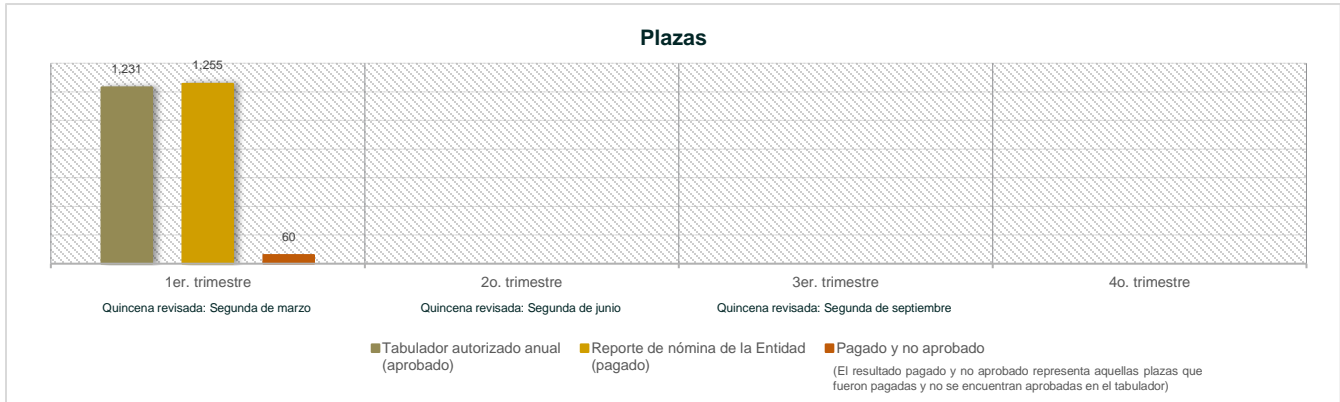 Plazas
1,231
1,255
60
1er. trimestre
2o. trimestre
3er. trimestre
4o. trimestre
Quincena revisada: Segunda de marzo
Quincena revisada: Segunda de junio
Quincena revisada: Segunda de septiembre
Tabulador autorizado anual
(aprobado)
Reporte de nómina de la Entidad
(pagado)
Pagado y no aprobado
(El resultado pagado y no aprobado representa aquellas plazas que
fueron pagadas y no se encuentran aprobadas en el tabulador)